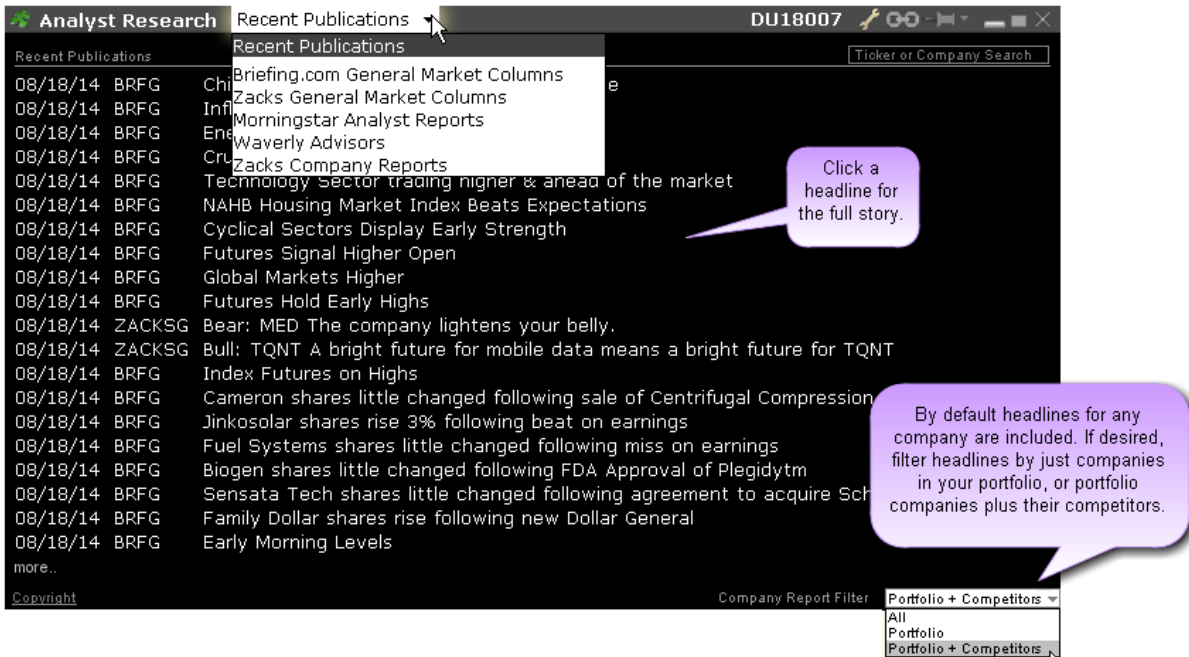 Analyst Research Recent Publications DU18007
Recent Publications
Briefing.com General Market Columns
Zacks General Market Columns
Morningstar Analyst Reports
Waverly Advisors
Zacks Company Reports
Recent Publications Ticker or Company Search
08/18/14 BRFG
08/18/14 BRFG
08/18/14 BRFG
08/18/14 BRFG
08/18/14 BRFG Technology Sector trading higher & ahead of the market
08/18/14 BRFG NAHB Housing Market Index Beats Expectations
08/18/14 BRFG Cyclical Sectors Display Early Strength
08/18/14 BRFG Futures Signal Higher Open
08/18/14 BRFG Global Markets Higher
08/18/14 BRFG Futures Hold Early Highs
08/18/14 ZACKSG Bear: MED The company lightens your belly.
08/18/14 ZACKSG Bull: TQNT A bright future for mobile data means a bright future for TQNT
08/18/14 BRFG Index Futures on Highs
08/18/14 BRFG Cameron shares little changed following sale of Centrifugal Compression
08/18/14 BRFG Jinkosolar shares rise 3% following beat on earnings
08/18/14 BRFG Fuel Systems shares little changed following miss on earnings
08/18/14 BRFG Biogen shares little changed following FDA Approval of Plegidytm
08/18/14 BRFG Sensata Tech shares little changed following agreement to acquire Sch
08/18/14 BRFG Family Dollar shares rise following new Dollar General
08/18/14 BRFG Early Morning Levels
more..
Copyright Company Report Filter Portfolio + Competitors
All
Portfolio
Portfolio + Competitors
Click a
headline for
the full story.
By default headlines for any
company are included. If desired,
filter headlines by just companies
in your portfolio, or portfolio
companies plus their competitors.